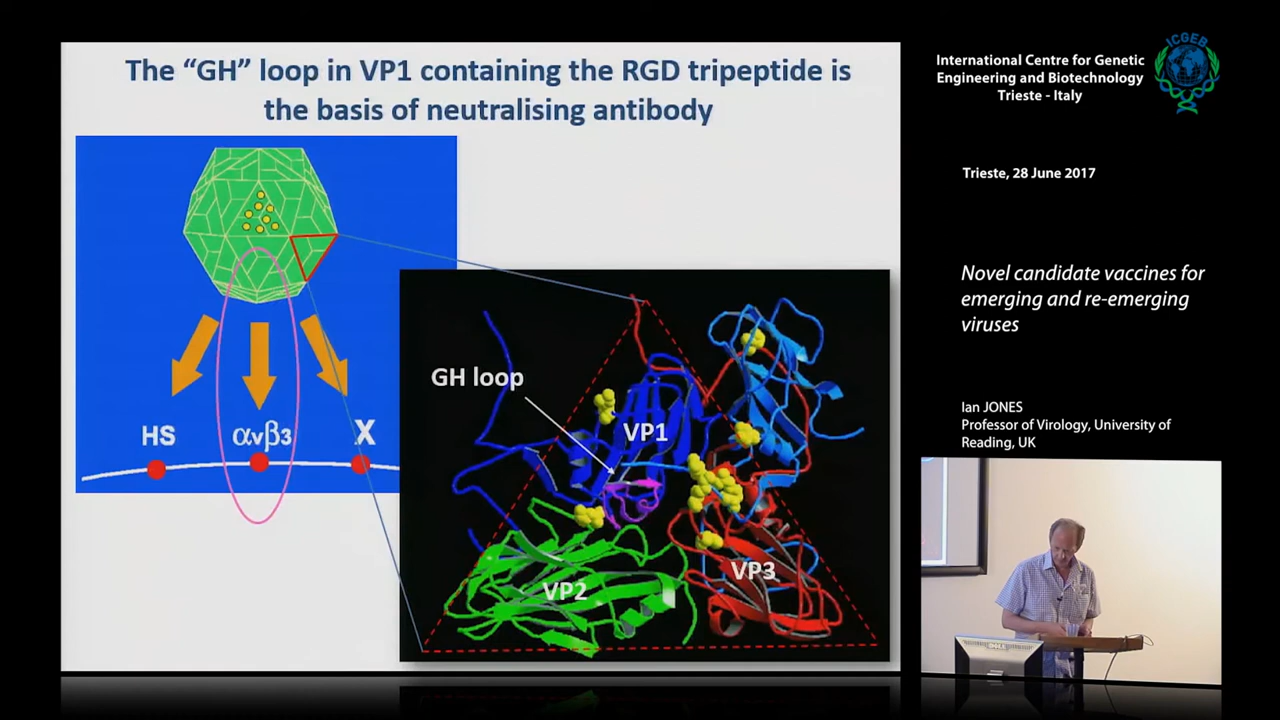 The “GH” loop in VP1 containing the RGD tripeptide is
the basis of neutralising antibody
HS
αvβ3
X
GH loop
VP1
VP2
VP3
ICGEB
International Centre for Genetic
Engineering and Biotechnology
Trieste - Italy
Trieste, 28 June 2017
Novel candidate vaccines for
emerging and re-emerging
viruses
Ian JONES
Professor of Virology, University of
Reading, UK